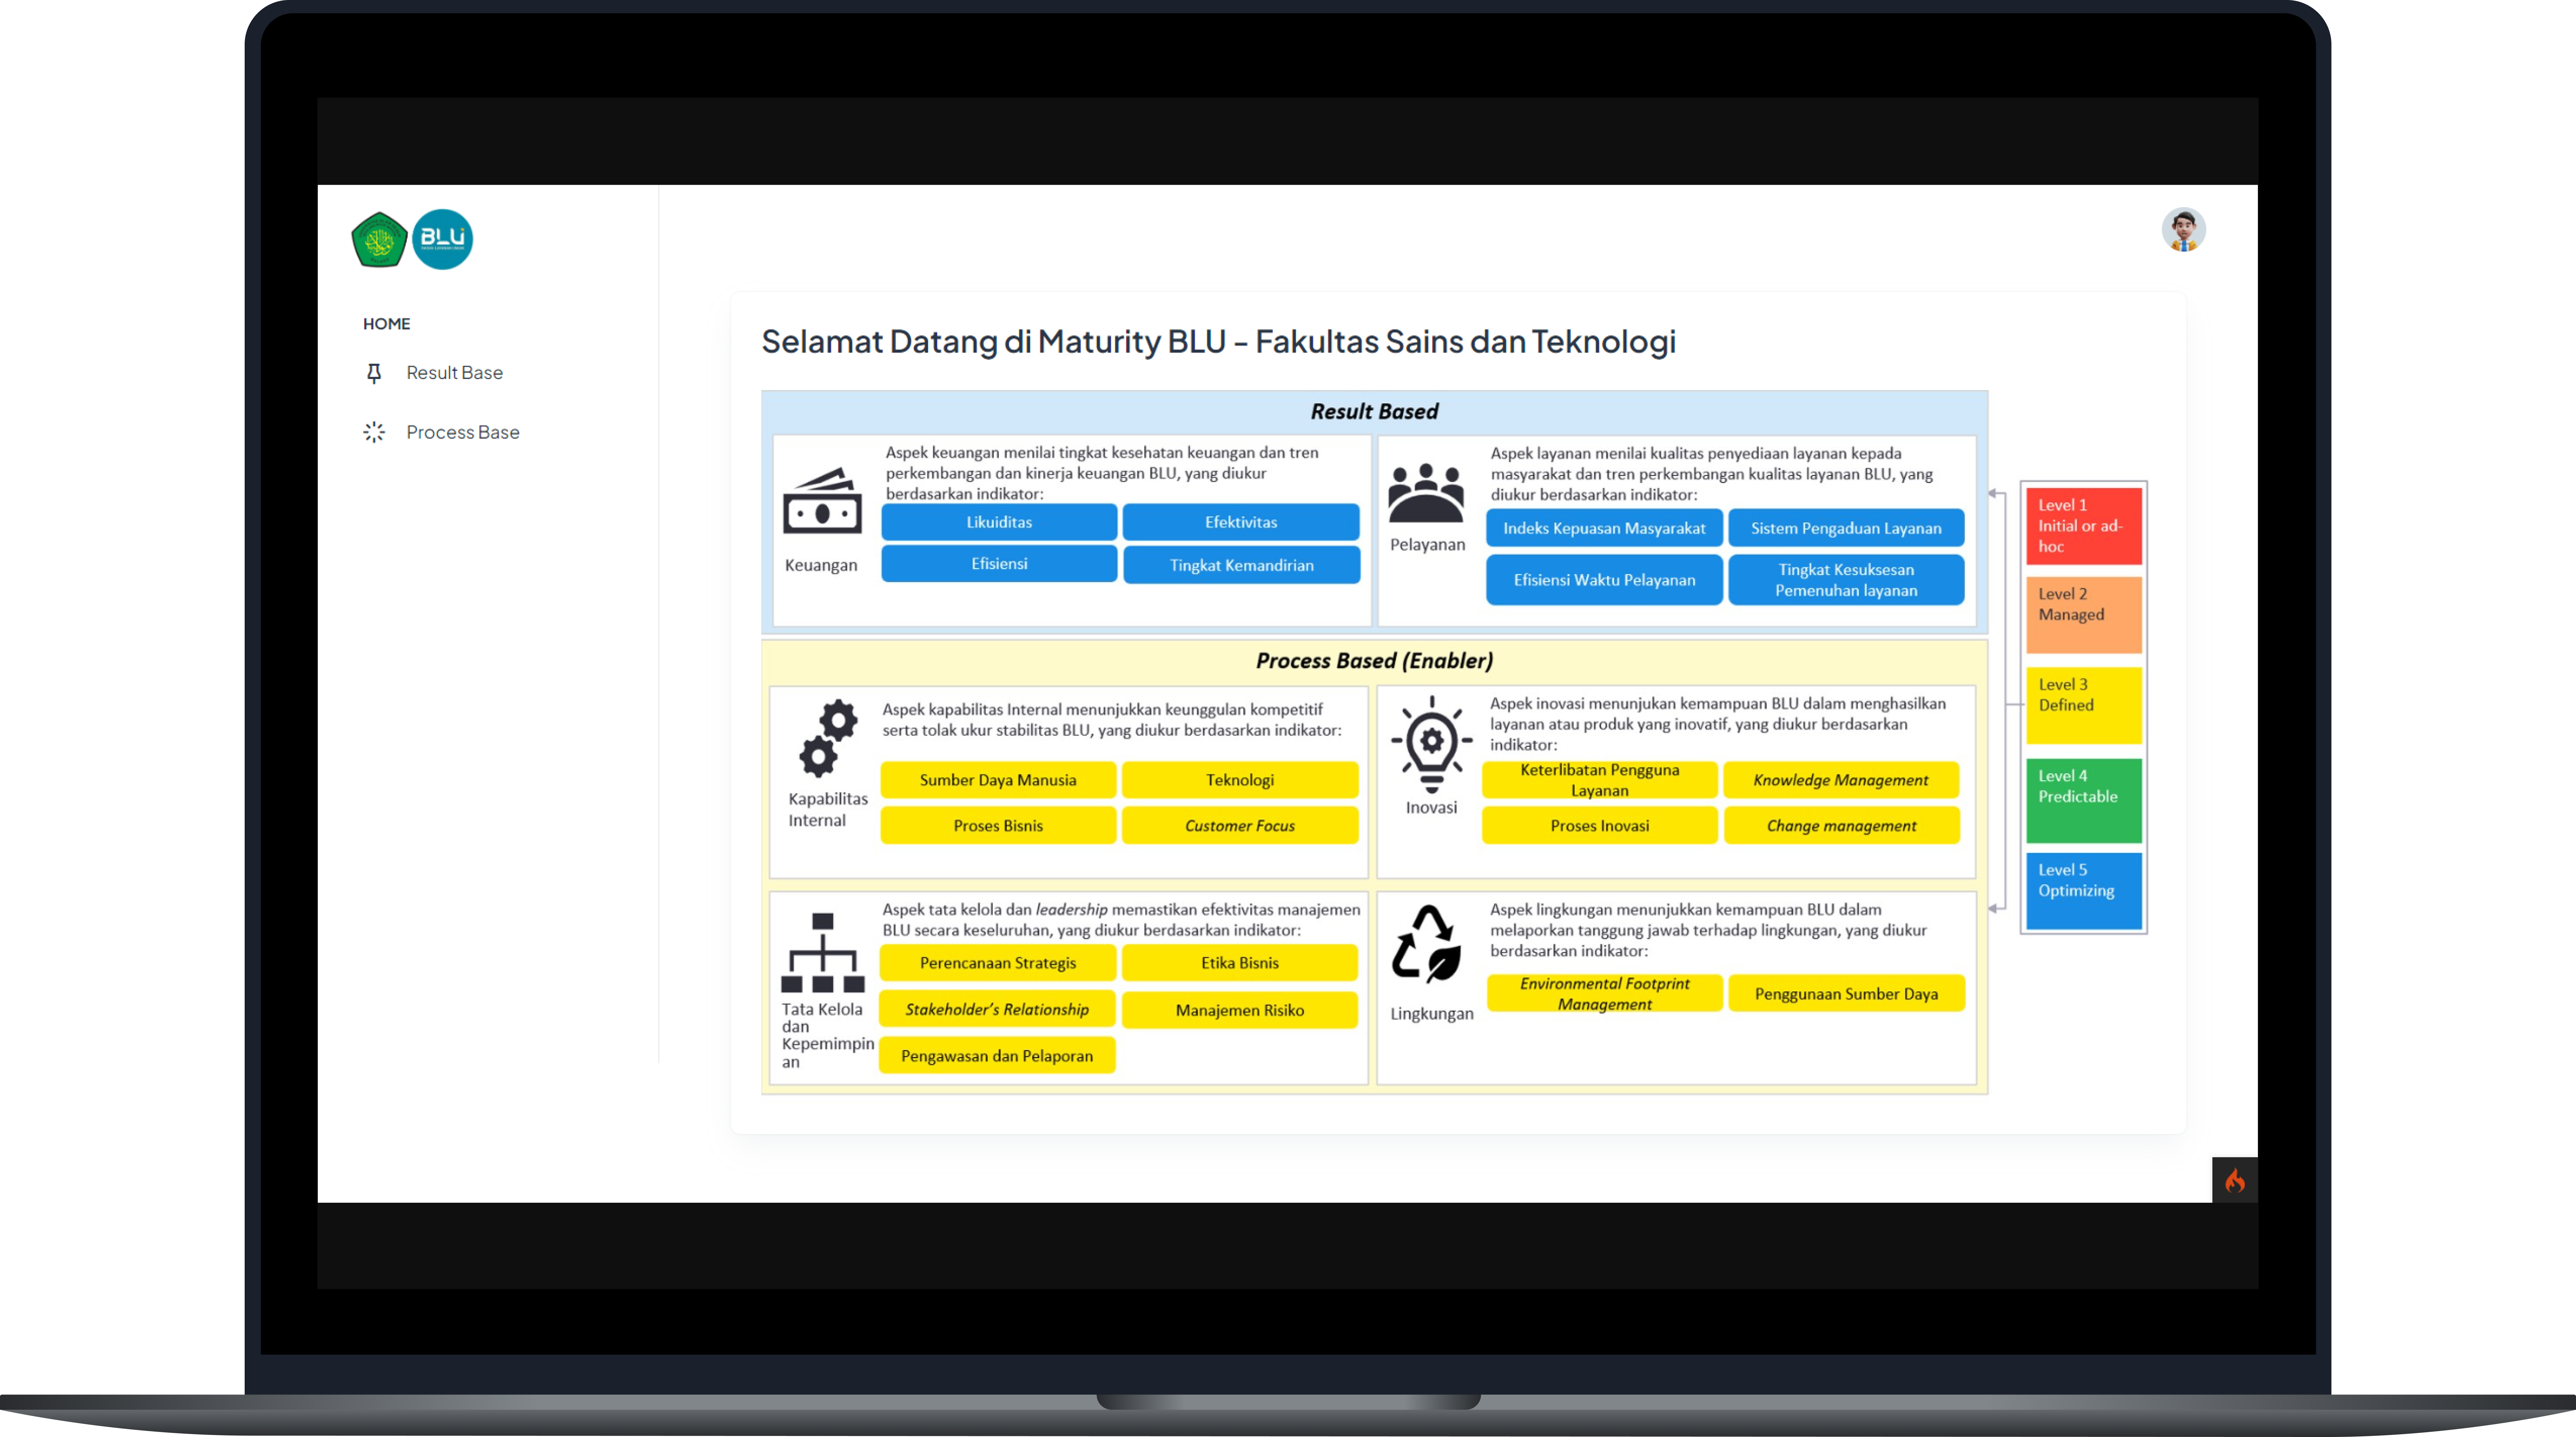 BLU
HOME
Result Base
Process Base
Selamat Datang di Maturity BLU - Fakultas Sains dan Teknologi
Result Based
Aspek keuangan menilai tingkat kesehatan keuangan dan tren
perkembangan dan kinerja keuangan BLU, yang diukur
berdasarkan indikator:
Keuangan
Likuiditas
Efektivitas
Efisiensi
Tingkat Kemandirian
Aspek layanan menilai kualitas penyediaan layanan kepada
masyarakat dan tren perkembangan kualitas layanan BLU, yang
diukur berdasarkan indikator:
Pelayanan
Indeks Kepuasan Masyarakat
Sistem Pengaduan Layanan
Efisiensi Waktu Pelayanan
Tingkat Kesuksesan
Pemenuhan layanan
Process Based (Enabler)
Aspek kapabilitas Internal menunjukkan keunggulan kompetitif
serta tolak ukur stabilitas BLU, yang diukur berdasarkan indikator:
Kapabilitas
Internal
Sumber Daya Manusia
Teknologi
Proses Bisnis
Customer Focus
Aspek inovasi menunjukan kemampuan BLU dalam menghasilkan
layanan atau produk yang inovatif, yang diukur berdasarkan
indikator:
Inovasi
Keterlibatan Pengguna
Layanan
Knowledge Management
Proses Inovasi
Change management
Aspek tata kelola dan leadership memastikan efektivitas manajemen
BLU secara keseluruhan, yang diukur berdasarkan indikator:
Tata Kelola
dan
Kepemimpin
an
Perencanaan Strategis
Etika Bisnis
Stakeholder's Relationship
Manajemen Risiko
Pengawasan dan Pelaporan
Aspek lingkungan menunjukkan kemampuan BLU dalam
melaporkan tanggung jawab terhadap lingkungan, yang diukur
berdasarkan indikator:
Lingkungan
Environmental Footprint
Management
Penggunaan Sumber Daya
Level 1
Initial or ad-
hoc
Level 2
Managed
Level 3
Defined
Level 4
Predictable
Level 5
Optimizing